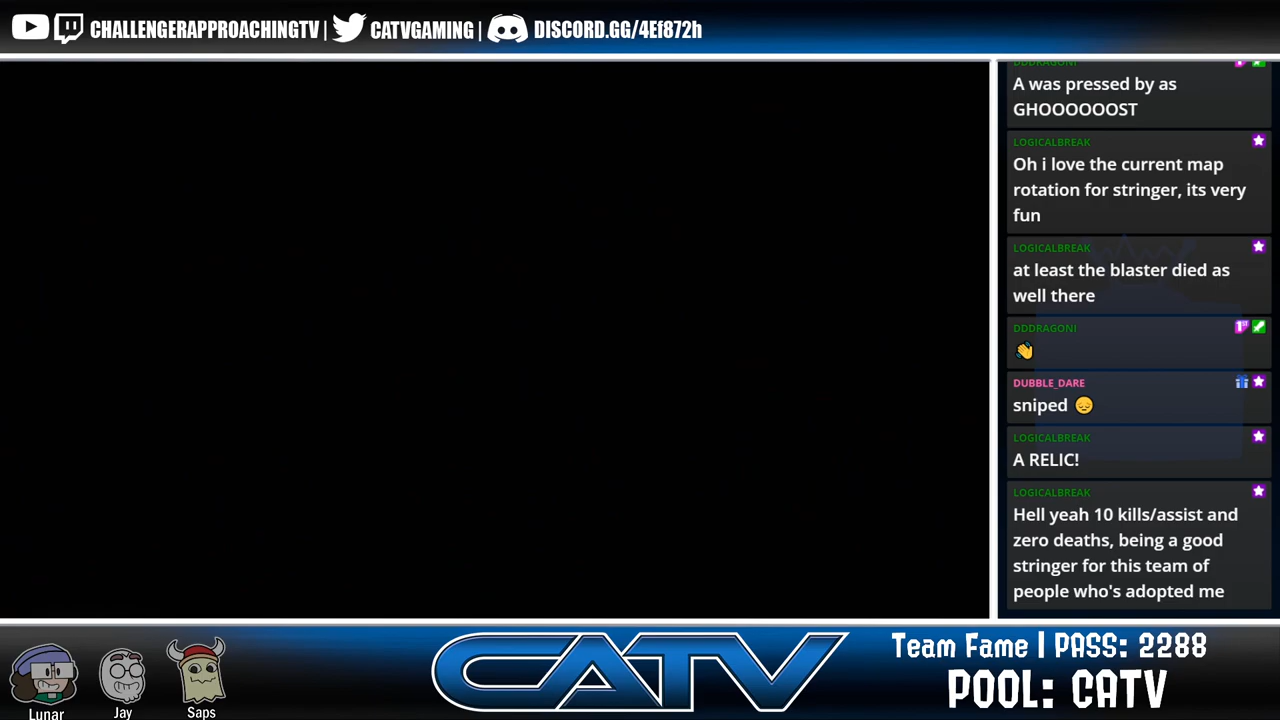 CHALLENGERAPPROACHINGTV | CATVGAMING | DISCORD.GG/4Ef872h
DDDRAGONI
A was pressed by as
GHOOOOOOST
LOGICALBREAK
Oh i love the current map
rotation for stringer, its very
fun
LOGICALBREAK
at least the blaster died as
well there
DDDRAGONI
👏
DUBBLE_DARE
sniped 😔
LOGICALBREAK
A RELIC!
LOGICALBREAK
Hell yeah 10 kills/assist and
zero deaths, being a good
stringer for this team of
people who's adopted me
Lunar
Jay
Saps
CATV
Team Fame | PASS: 2288
POOL: CATV